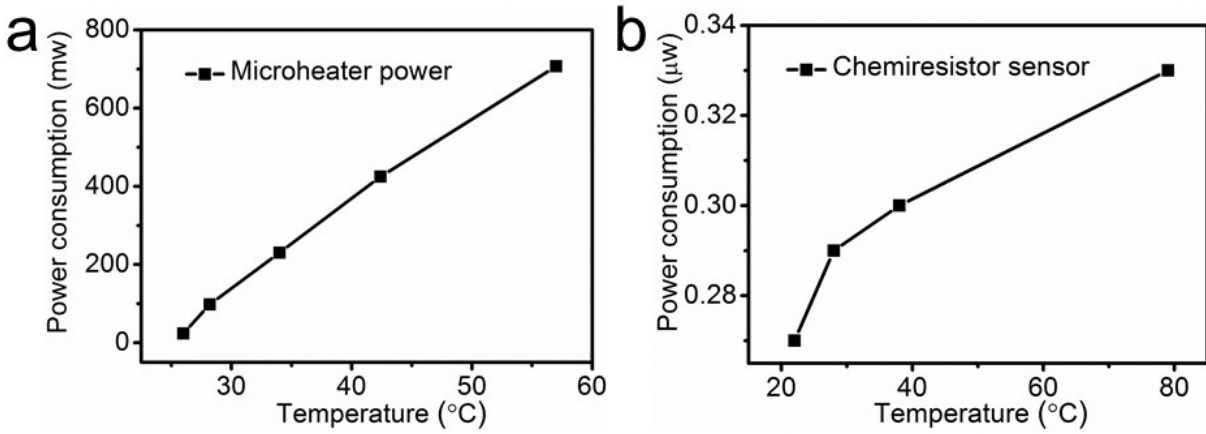 a
Power consumption (mw)
800
600
400
200
0
Microheater power
30
40
50
60
Temperature (°C)
b
Power consumption (μw)
0.34
0.32
0.30
0.28
Chemiresistor sensor
20
40
60
80
Temperature (°C)